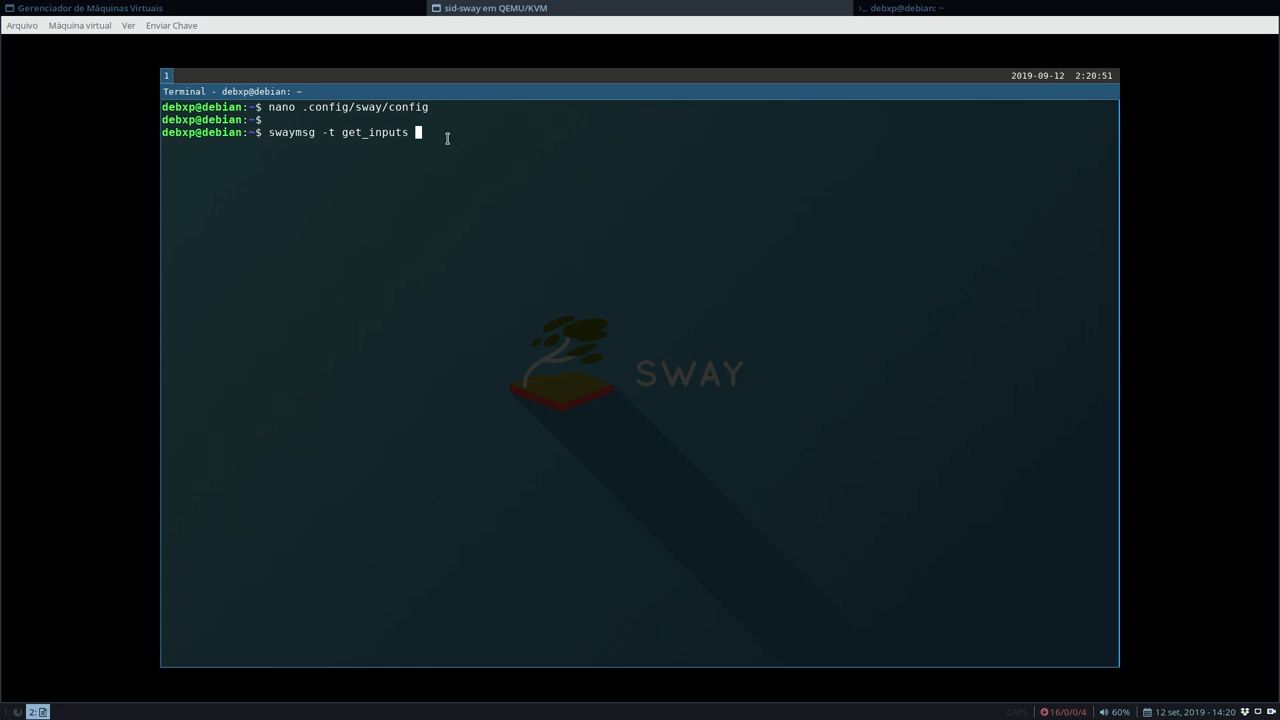 Gerenciador de Máquinas Virtuais
sid-sway em QEMU/KVM
debxp@debian: ~
Arquivo Máquina virtual Ver Enviar Chave
1
2019-09-12 2:20:51
Terminal - debxp@debian: ~
debxp@debian:~$ nano .config/sway/config
debxp@debian:~$
debxp@debian:~$ swaymsg -t get_inputs
SWAY
1: 2: CAPS 16/0/0/4 60% 12 set, 2019 - 14:20